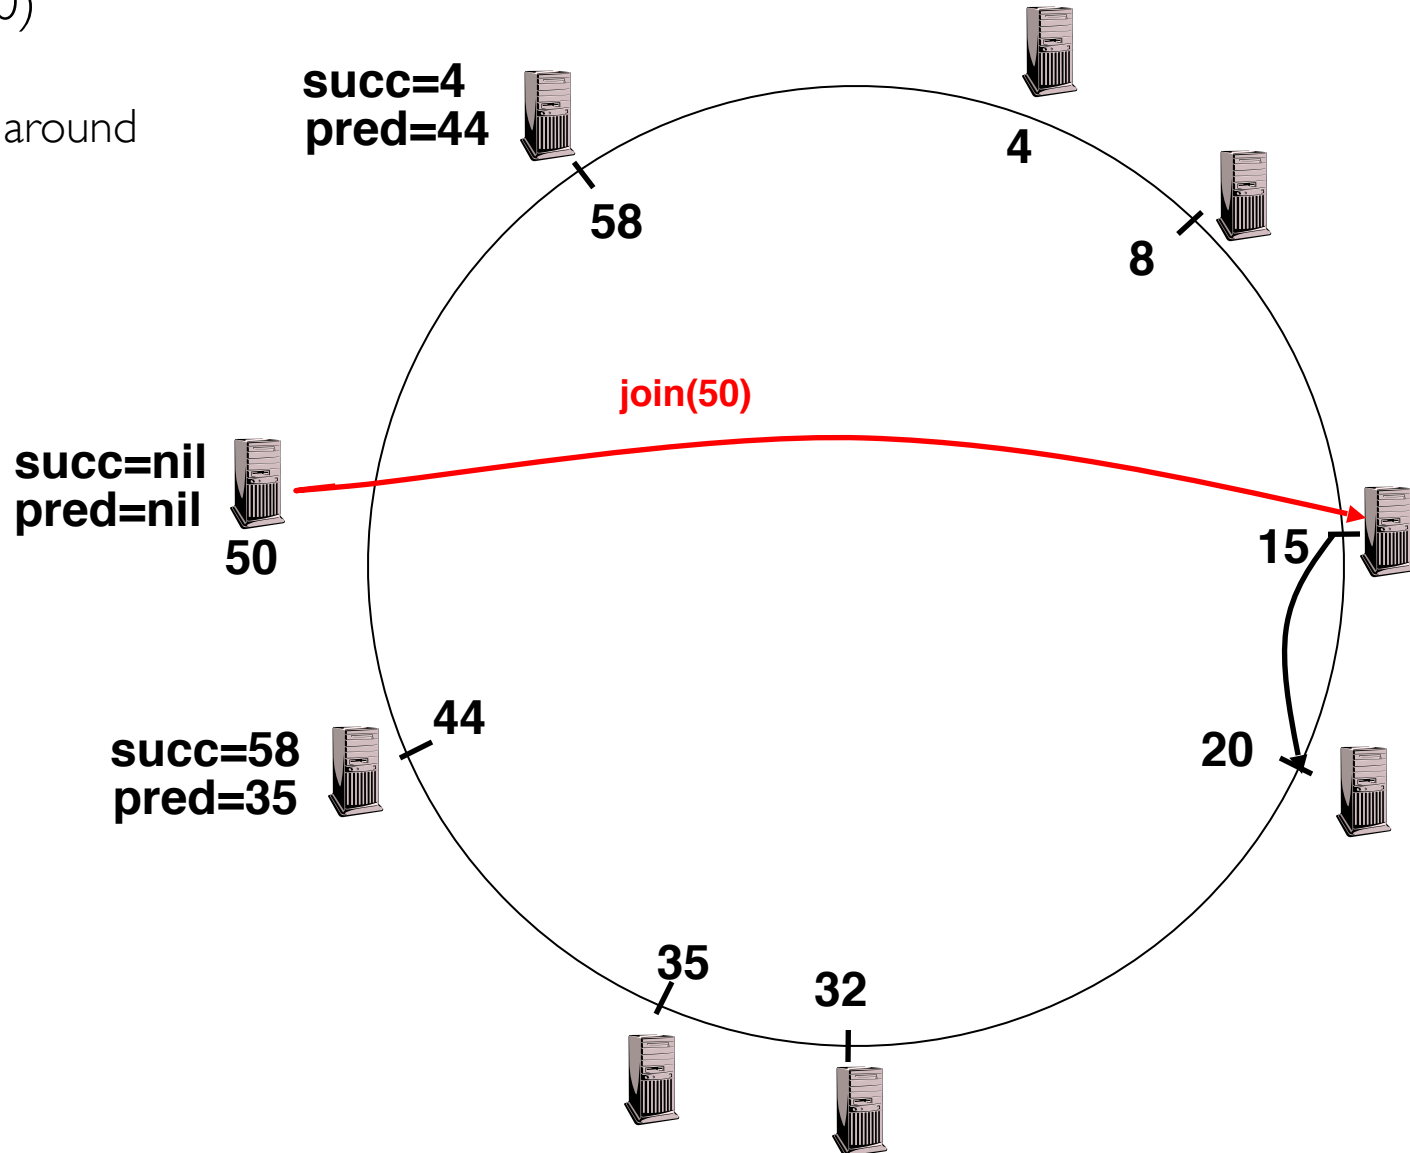 0)
around
succ=4
pred=44
58
4
8
join(50)
succ=nil
pred=nil
50
15
44
succ=58
pred=35
20
35
32